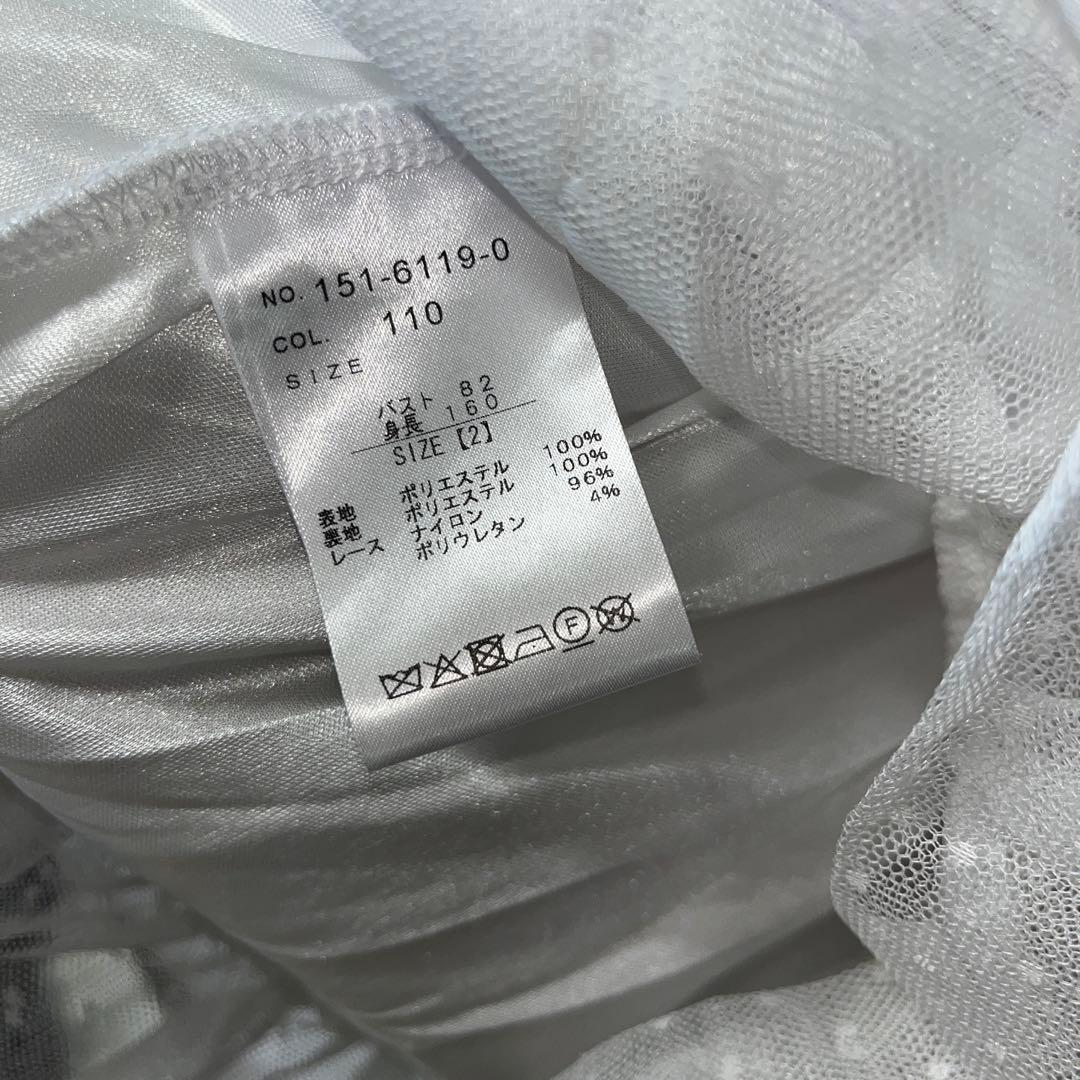 NO. 151-6119-0
COL. 110
SIZE
バスト 82
身長 160
SIZE【2】
表地 ポリエステル 100%
裏地 ポリエステル 100%
レース ナイロン 96%
ポリウレタン 4%
F W